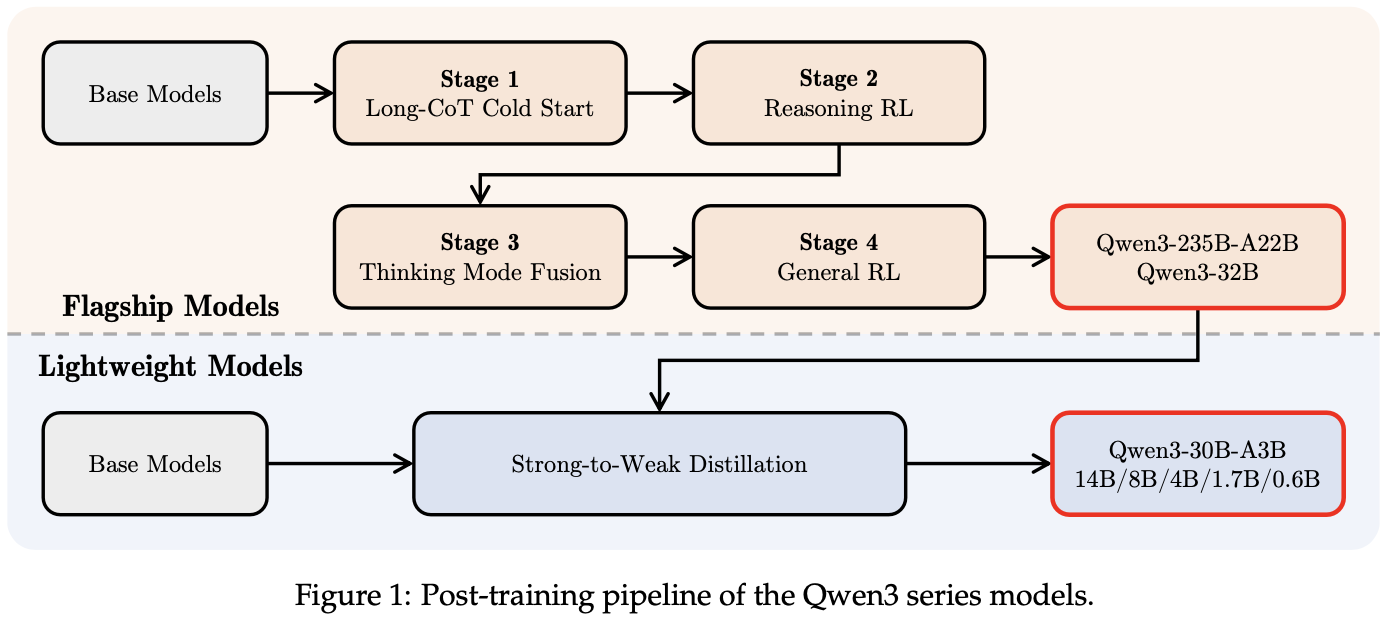 Base Models
Stage 1
Long-CoT Cold Start
Stage 2
Reasoning RL
Stage 3
Thinking Mode Fusion
Stage 4
General RL
Qwen3-235B-A22B
Qwen3-32B
Flagship Models
Lightweight Models
Base Models
Strong-to-Weak Distillation
Qwen3-30B-A3B
14B/8B/4B/1.7B/0.6B
Figure 1: Post-training pipeline of the Qwen3 series models.